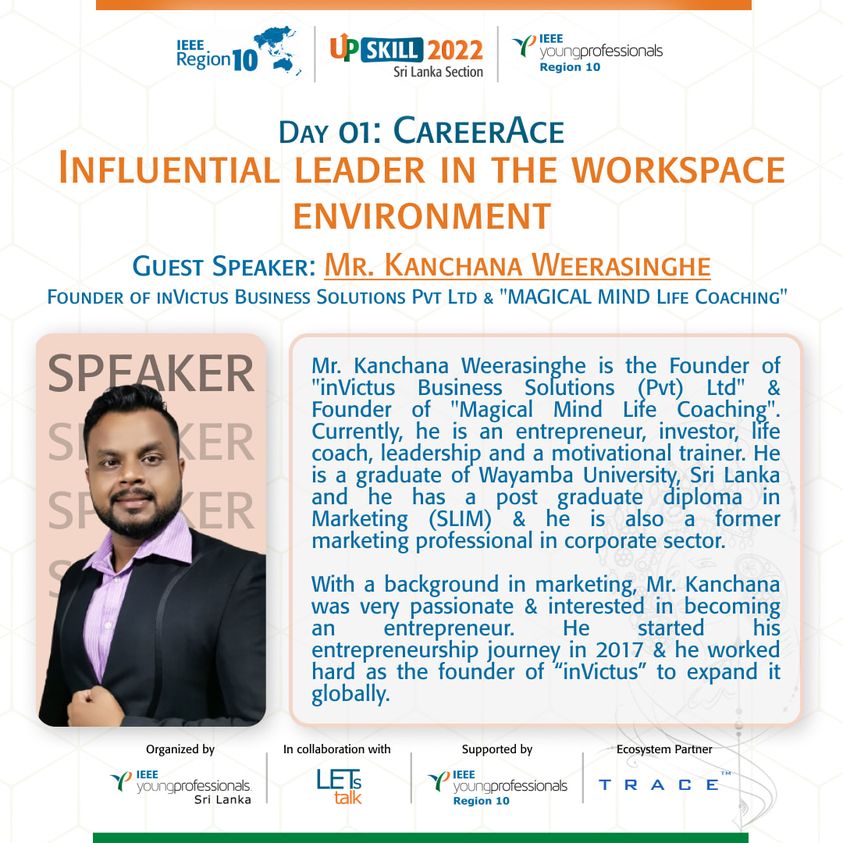 IEEE
Region 10
UPSKILL 2022
Sri Lanka Section
IEEE
youngprofessionals
Region 10
DAY 01: CAREERACE
INFLUENTIAL LEADER IN THE WORKSPACE
ENVIRONMENT
GUEST SPEAKER: MR. KANCHANA WEERASINGHE
FOUNDER OF INVICTUS BUSINESS SOLUTIONS PVT LTD & "MAGICAL MIND LIFE COACHING"
SPEAKER
SPEAKER
SPEAKER
Mr. Kanchana Weerasinghe is the Founder of
"inVictus Business Solutions (Pvt) Ltd" &
Founder of "Magical Mind Life Coaching".
Currently, he is an entrepreneur, investor, life
coach, leadership and a motivational trainer. He
is a graduate of Wayamba University, Sri Lanka
and he has a post graduate diploma in
Marketing (SLIM) & he is also a former
marketing professional in corporate sector.
With a background in marketing, Mr. Kanchana
was very passionate & interested in becoming
an entrepreneur. He started his
entrepreneurship journey in 2017 & he worked
hard as the founder of “inVictus” to expand it
globally.
Organized by
IEEE
youngprofessionals
Sri Lanka
In collaboration with
LETs
talk
Supported by
IEEE
youngprofessionals
Region 10
Ecosystem Partner
TRACE™